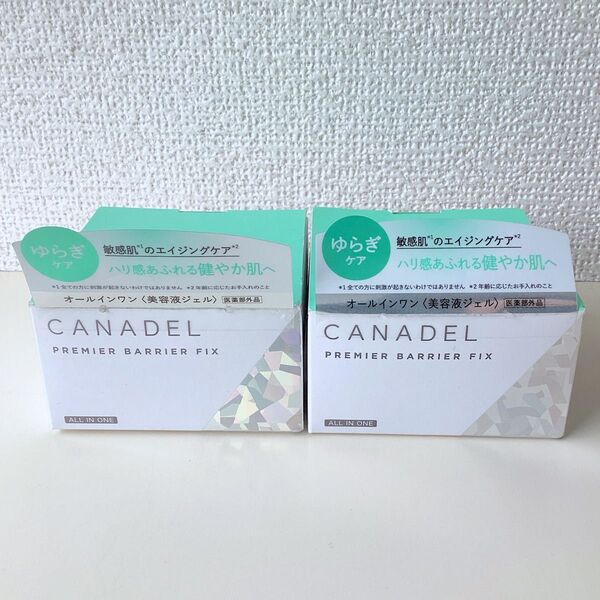 ゆらぎ
ケア
敏感肌*1のエイジングケア*2
ハリ感あふれる健やか肌へ
*1 全ての方に刺激が起きないわけではありません *2 年齢に応じたお手入れのこと
オールインワン〈美容液ジェル〉 医薬部外品
CANADEL
PREMIER BARRIER FIX
ALL IN ONE
ゆらぎ
ケア
敏感肌*1のエイジングケア*2
ハリ感あふれる健やか肌へ
*1 全ての方に刺激が起きないわけではありません *2 年齢に応じたお手入れのこと
オールインワン〈美容液ジェル〉 医薬部外品
CANADEL
PREMIER BARRIER FIX
ALL IN ONE